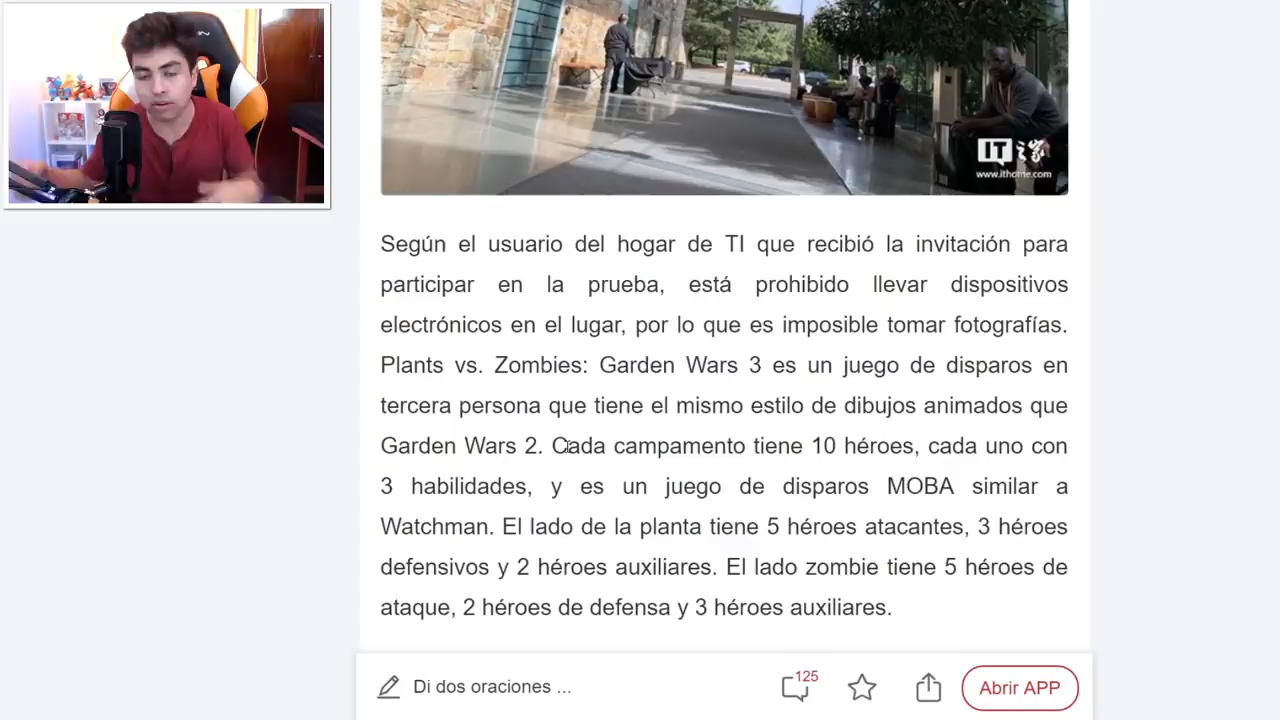 IT之家
www.ithome.com
Según el usuario del hogar de TI que recibió la invitación para
participar en la prueba, está prohibido llevar dispositivos
electrónicos en el lugar, por lo que es imposible tomar fotografías.
Plants vs. Zombies: Garden Wars 3 es un juego de disparos en
tercera persona que tiene el mismo estilo de dibujos animados que
Garden Wars 2. Cada campamento tiene 10 héroes, cada uno con
3 habilidades, y es un juego de disparos MOBA similar a
Watchman. El lado de la planta tiene 5 héroes atacantes, 3 héroes
defensivos y 2 héroes auxiliares. El lado zombie tiene 5 héroes de
ataque, 2 héroes de defensa y 3 héroes auxiliares.
Di dos oraciones ...
125
Abrir APP